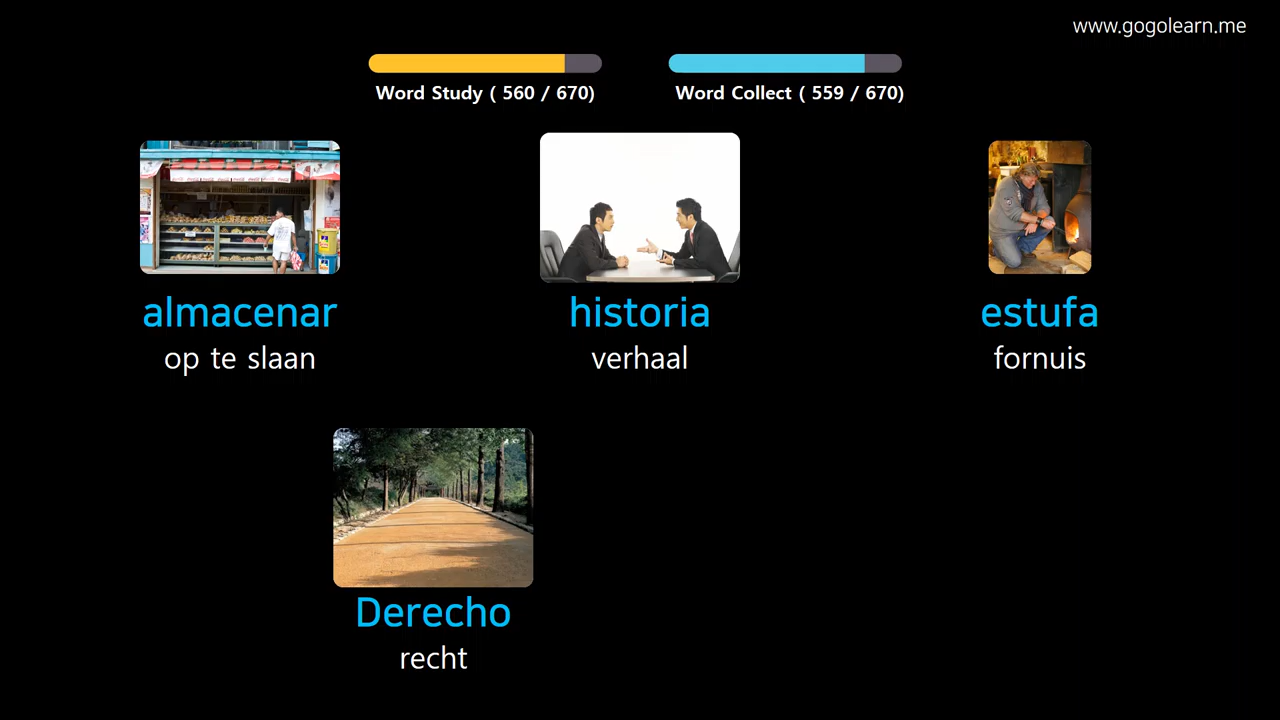 www.gogolearn.me
Word Study ( 560 / 670)
Word Collect ( 559 / 670)
almacenar
op te slaan
historia
verhaal
estufa
fornuis
Derecho
recht